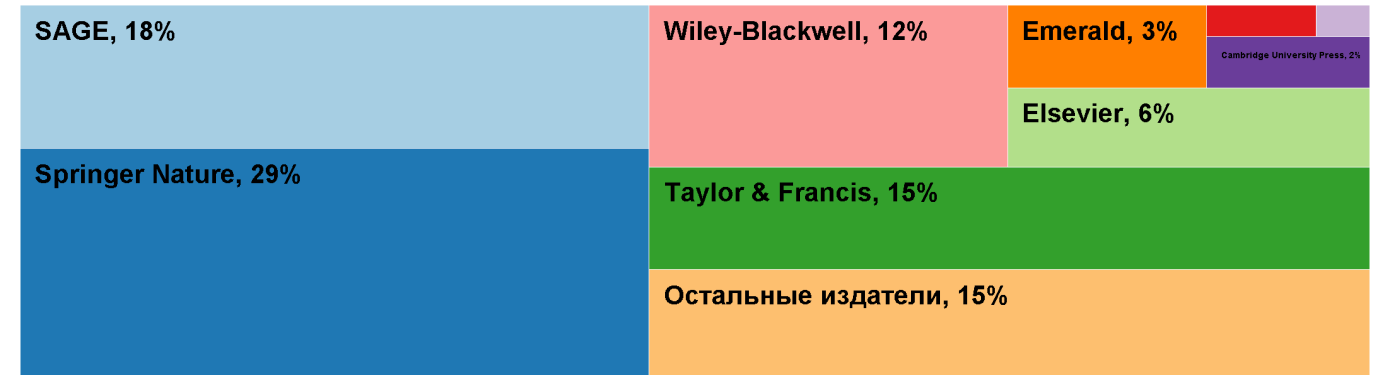 SAGE, 18%
Springer Nature, 29%
Wiley-Blackwell, 12%
Emerald, 3%
Cambridge University Press, 2%
Elsevier, 6%
Taylor & Francis, 15%
Остальные издатели, 15%